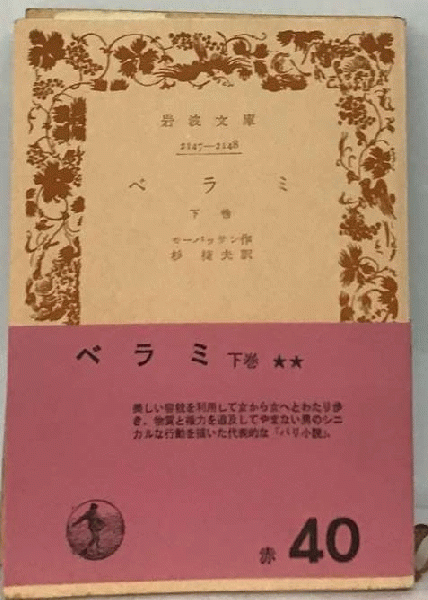 岩波文庫
2147—2148
ベラミ
下巻
モーパッサン作
杉捷夫訳
ベラミ 下巻 ★★
美しい容貌を利用して女から女へとわたり歩
き、物質と権力を追及してやまない男のシニ
カルな行動を描いた代表的な「パリ小説」。
赤 40